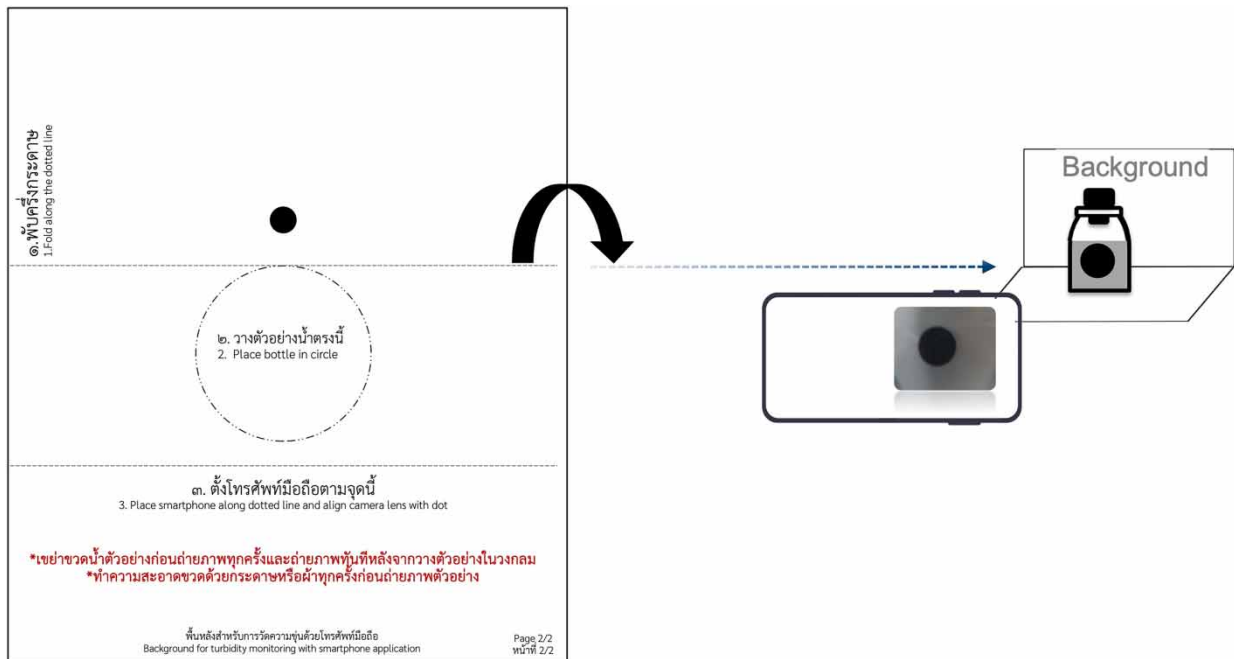 ๑.พับครึ่งกระดาษ
1.Fold along the dotted line
๒. วางตัวอย่างน้ำตรงนี้
2. Place bottle in circle
๓. ตั้งโทรศัพท์มือถือตามจุดนี้
3. Place smartphone along dotted line and align camera lens with dot
*เขย่าขวดน้ำตัวอย่างก่อนถ่ายภาพทุกครั้งและถ่ายภาพทันทีหลังจากวางตัวอย่างในวงกลม
*ทำความสะอาดขวดด้วยกระดาษหรือผ้าทุกครั้งก่อนถ่ายภาพตัวอย่าง
พื้นหลังสำหรับการวัดความขุ่นด้วยโทรศัพท์มือถือ
Background for turbidity monitoring with smartphone application
Page 2/2
หน้าที่ 2/2
Background